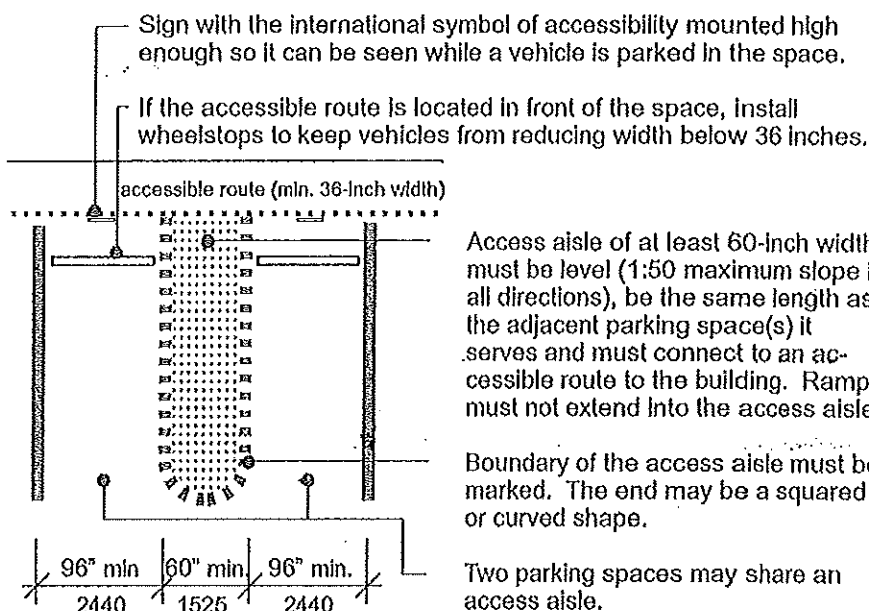 Sign with the international symbol of accessibility mounted high
enough so it can be seen while a vehicle is parked in the space.
If the accessible route is located in front of the space, install
wheelstops to keep vehicles from reducing width below 36 inches.
accessible route (min. 36-inch width)
Access aisle of at least 60-inch width
must be level (1:50 maximum slope i
all directions), be the same length as
the adjacent parking space(s) it
serves and must connect to an ac-
cessible route to the building. Ramp
must not extend into the access aisle
Boundary of the access aisle must be
marked. The end may be a squared
or curved shape.
Two parking spaces may share an
access aisle.
96" min 60" min. 96" min.
2440 1525 2440